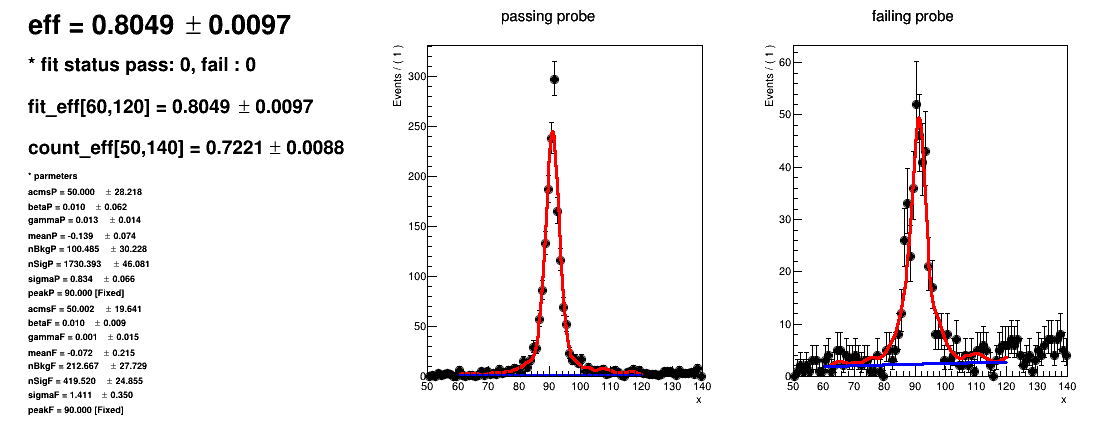 eff = 0.8049 ± 0.0097
* fit status pass: 0, fail : 0
fit_eff[60,120] = 0.8049 ± 0.0097
count_eff[50,140] = 0.7221 ± 0.0088
* parmeters
acmsP = 50.000 ± 28.218
betaP = 0.010 ± 0.062
gammaP = 0.013 ± 0.014
meanP = -0.139 ± 0.074
nBkgP = 100.485 ± 30.228
nSigP = 1730.393 ± 46.081
sigmaP = 0.834 ± 0.066
peakP = 90.000 [Fixed]
acmsF = 50.002 ± 19.641
betaF = 0.010 ± 0.009
gammaF = 0.001 ± 0.015
meanF = -0.072 ± 0.215
nBkgF = 212.667 ± 27.729
nSigF = 419.520 ± 24.855
sigmaF = 1.411 ± 0.350
peakF = 90.000 [Fixed]
passing probe
Events / ( 1 )
300
250
200
150
100
50
0
50 60 70 80 90 100 110 120 130 140
x
failing probe
Events / ( 1 )
60
50
40
30
20
10
0
50 60 70 80 90 100 110 120 130 140
x